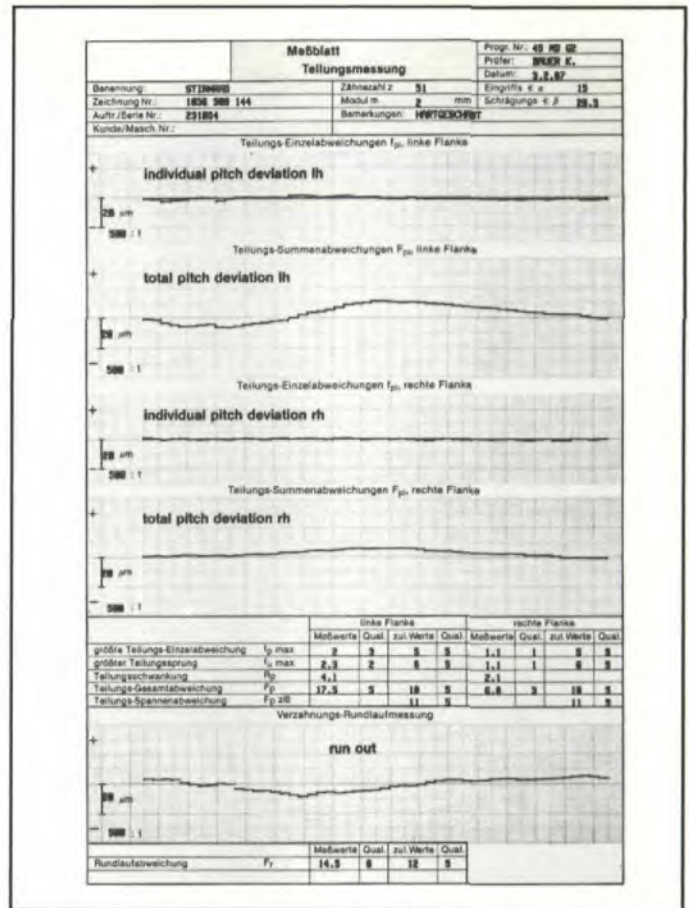 Meßblatt
Teilungsmessung
Progr. Nr.: 49 MD G2
Prüfer: BAUER K.
Datum: 3.2.87
Benennung: STIRNRAD Zähnezahl z 51 Eingriffs ∢ α 15
Zeichnung Nr.: 1036 300 144 Modul m 2 mm Schrägungs ∢ β 20.5
Auftr./Serie Nr.: 231804 Bemerkungen: HARTGESCHABT
Kunde/Masch. Nr.:
Teilungs-Einzelabweichungen fpi, linke Flanke
+
individual pitch deviation lh
20 µm
500 : 1
Teilungs-Summenabweichungen Fpi, linke Flanke
+
total pitch deviation lh
20 µm
– 500 : 1
Teilungs-Einzelabweichungen fpi, rechte Flanke
+
individual pitch deviation rh
20 µm
500 : 1
Teilungs-Summenabweichungen Fpi, rechte Flanke
+
total pitch deviation rh
20 µm
– 500 : 1
linke Flanke rechte Flanke
Meßwerte Qual. zul. Werte Qual. Meßwerte Qual. zul. Werte Qual.
größte Teilungs-Einzelabweichung fp max 2 3 5 5 1.1 1 5 5
größter Teilungssprung fu max 2.3 2 6 5 1.1 1 6 5
Teilungsschwankung Rp 4.1 2.1
Teilungs-Gesamtabweichung Fp 17.5 5 18 5 6.8 3 18 5
Teilungs-Spannenabweichung Fp z/8 11 5 11 5
Verzahnungs-Rundlaufmessung
+
run out
20 µm
– 500 : 1
Meßwerte Qual. zul. Werte Qual.
Rundlaufabweichung Fr 14.5 6 12 5